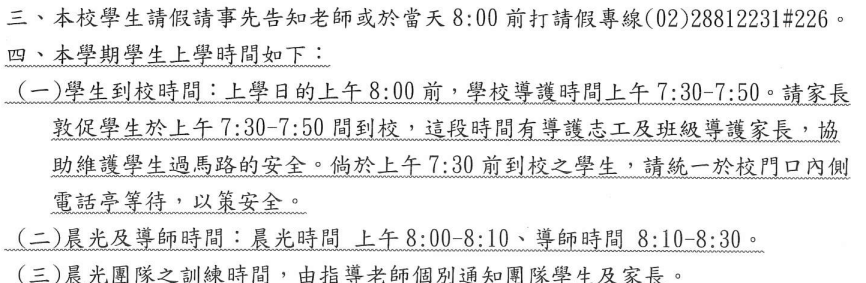 三、本校學生請假請事先告知老師或於當天 8:00 前打請假專線(02)28812231#226。
四、本學期學生上學時間如下：
(一)學生到校時間：上學日的上午 8:00 前，學校導護時間上午 7:30-7:50。請家長
敦促學生於上午 7:30-7:50 間到校，這段時間有導護志工及班級導護家長，協
助維護學生過馬路的安全。倘於上午 7:30 前到校之學生，請統一於校門口內側
電話亭等待，以策安全。
(二)晨光及導師時間：晨光時間 上午 8:00-8:10、導師時間 8:10-8:30。
(三)晨光團隊之訓練時間，由指導老師個別通知團隊學生及家長。